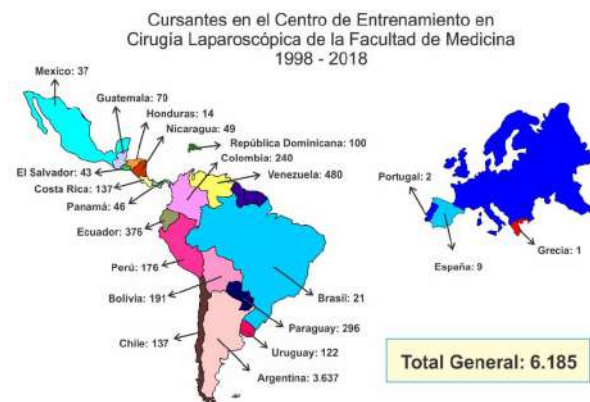 Cursantes en el Centro de Entrenamiento en
Cirugía Laparoscópica de la Facultad de Medicina
1998 - 2018
Mexico: 37
Guatemala: 70
Honduras: 14
Nicaragua: 49
República Dominicana: 100
Colombia: 240
Venezuela: 480
El Salvador: 43
Costa Rica: 137
Panamá: 46
Ecuador: 376
Perú: 176
Bolivia: 191
Brasil: 21
Paraguay: 296
Chile: 137
Uruguay: 122
Argentina: 3.637
Portugal: 2
Grecia: 1
España: 9
Total General: 6.185